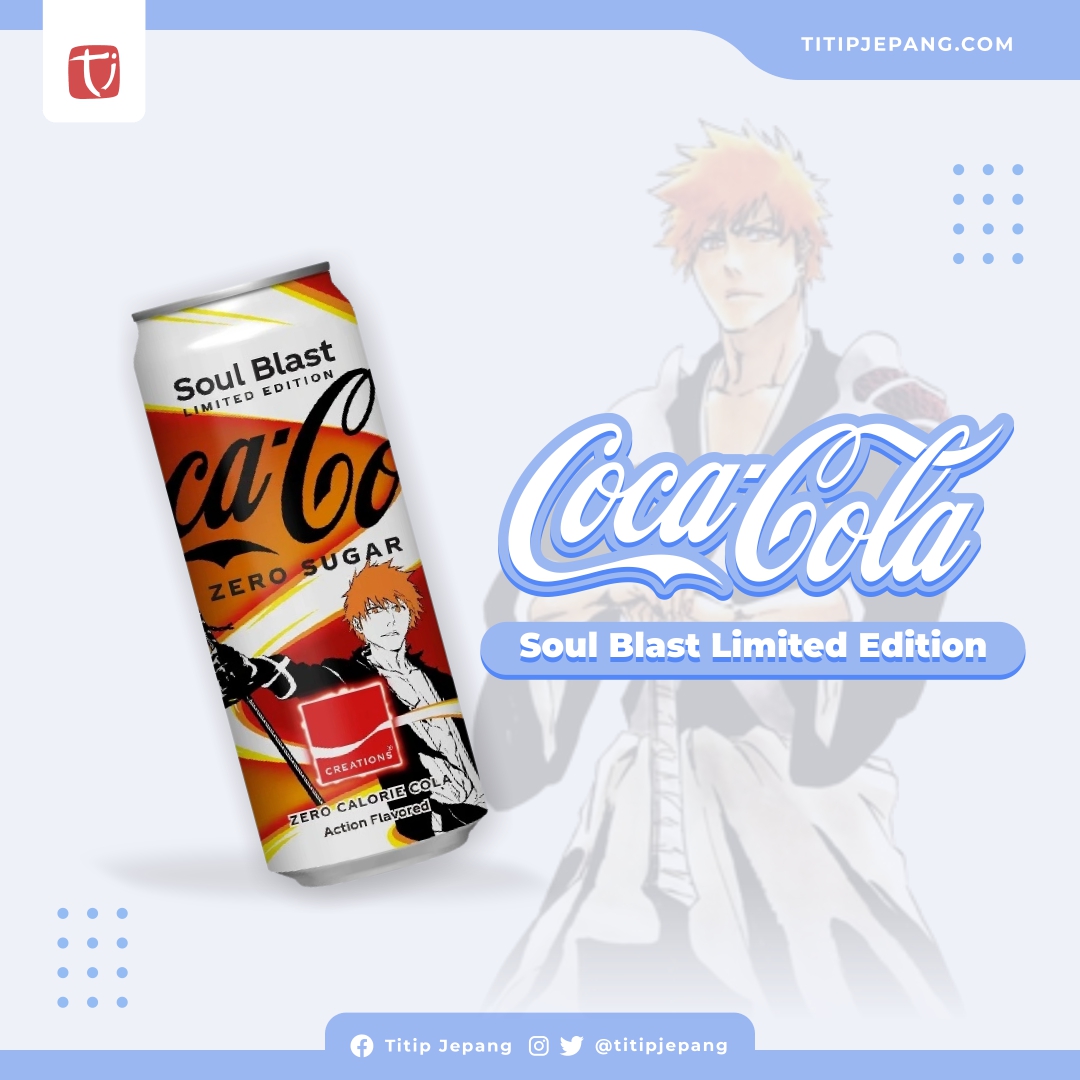 TITIPJEPANG.COM
tj
Soul Blast
LIMITED EDITION
ca-Co
ZERO SUGAR
CREATIONS
ZERO CALORIE COLA
Action Flavored
Coca-Cola
Soul Blast Limited Edition
Titip Jepang @titipjepang